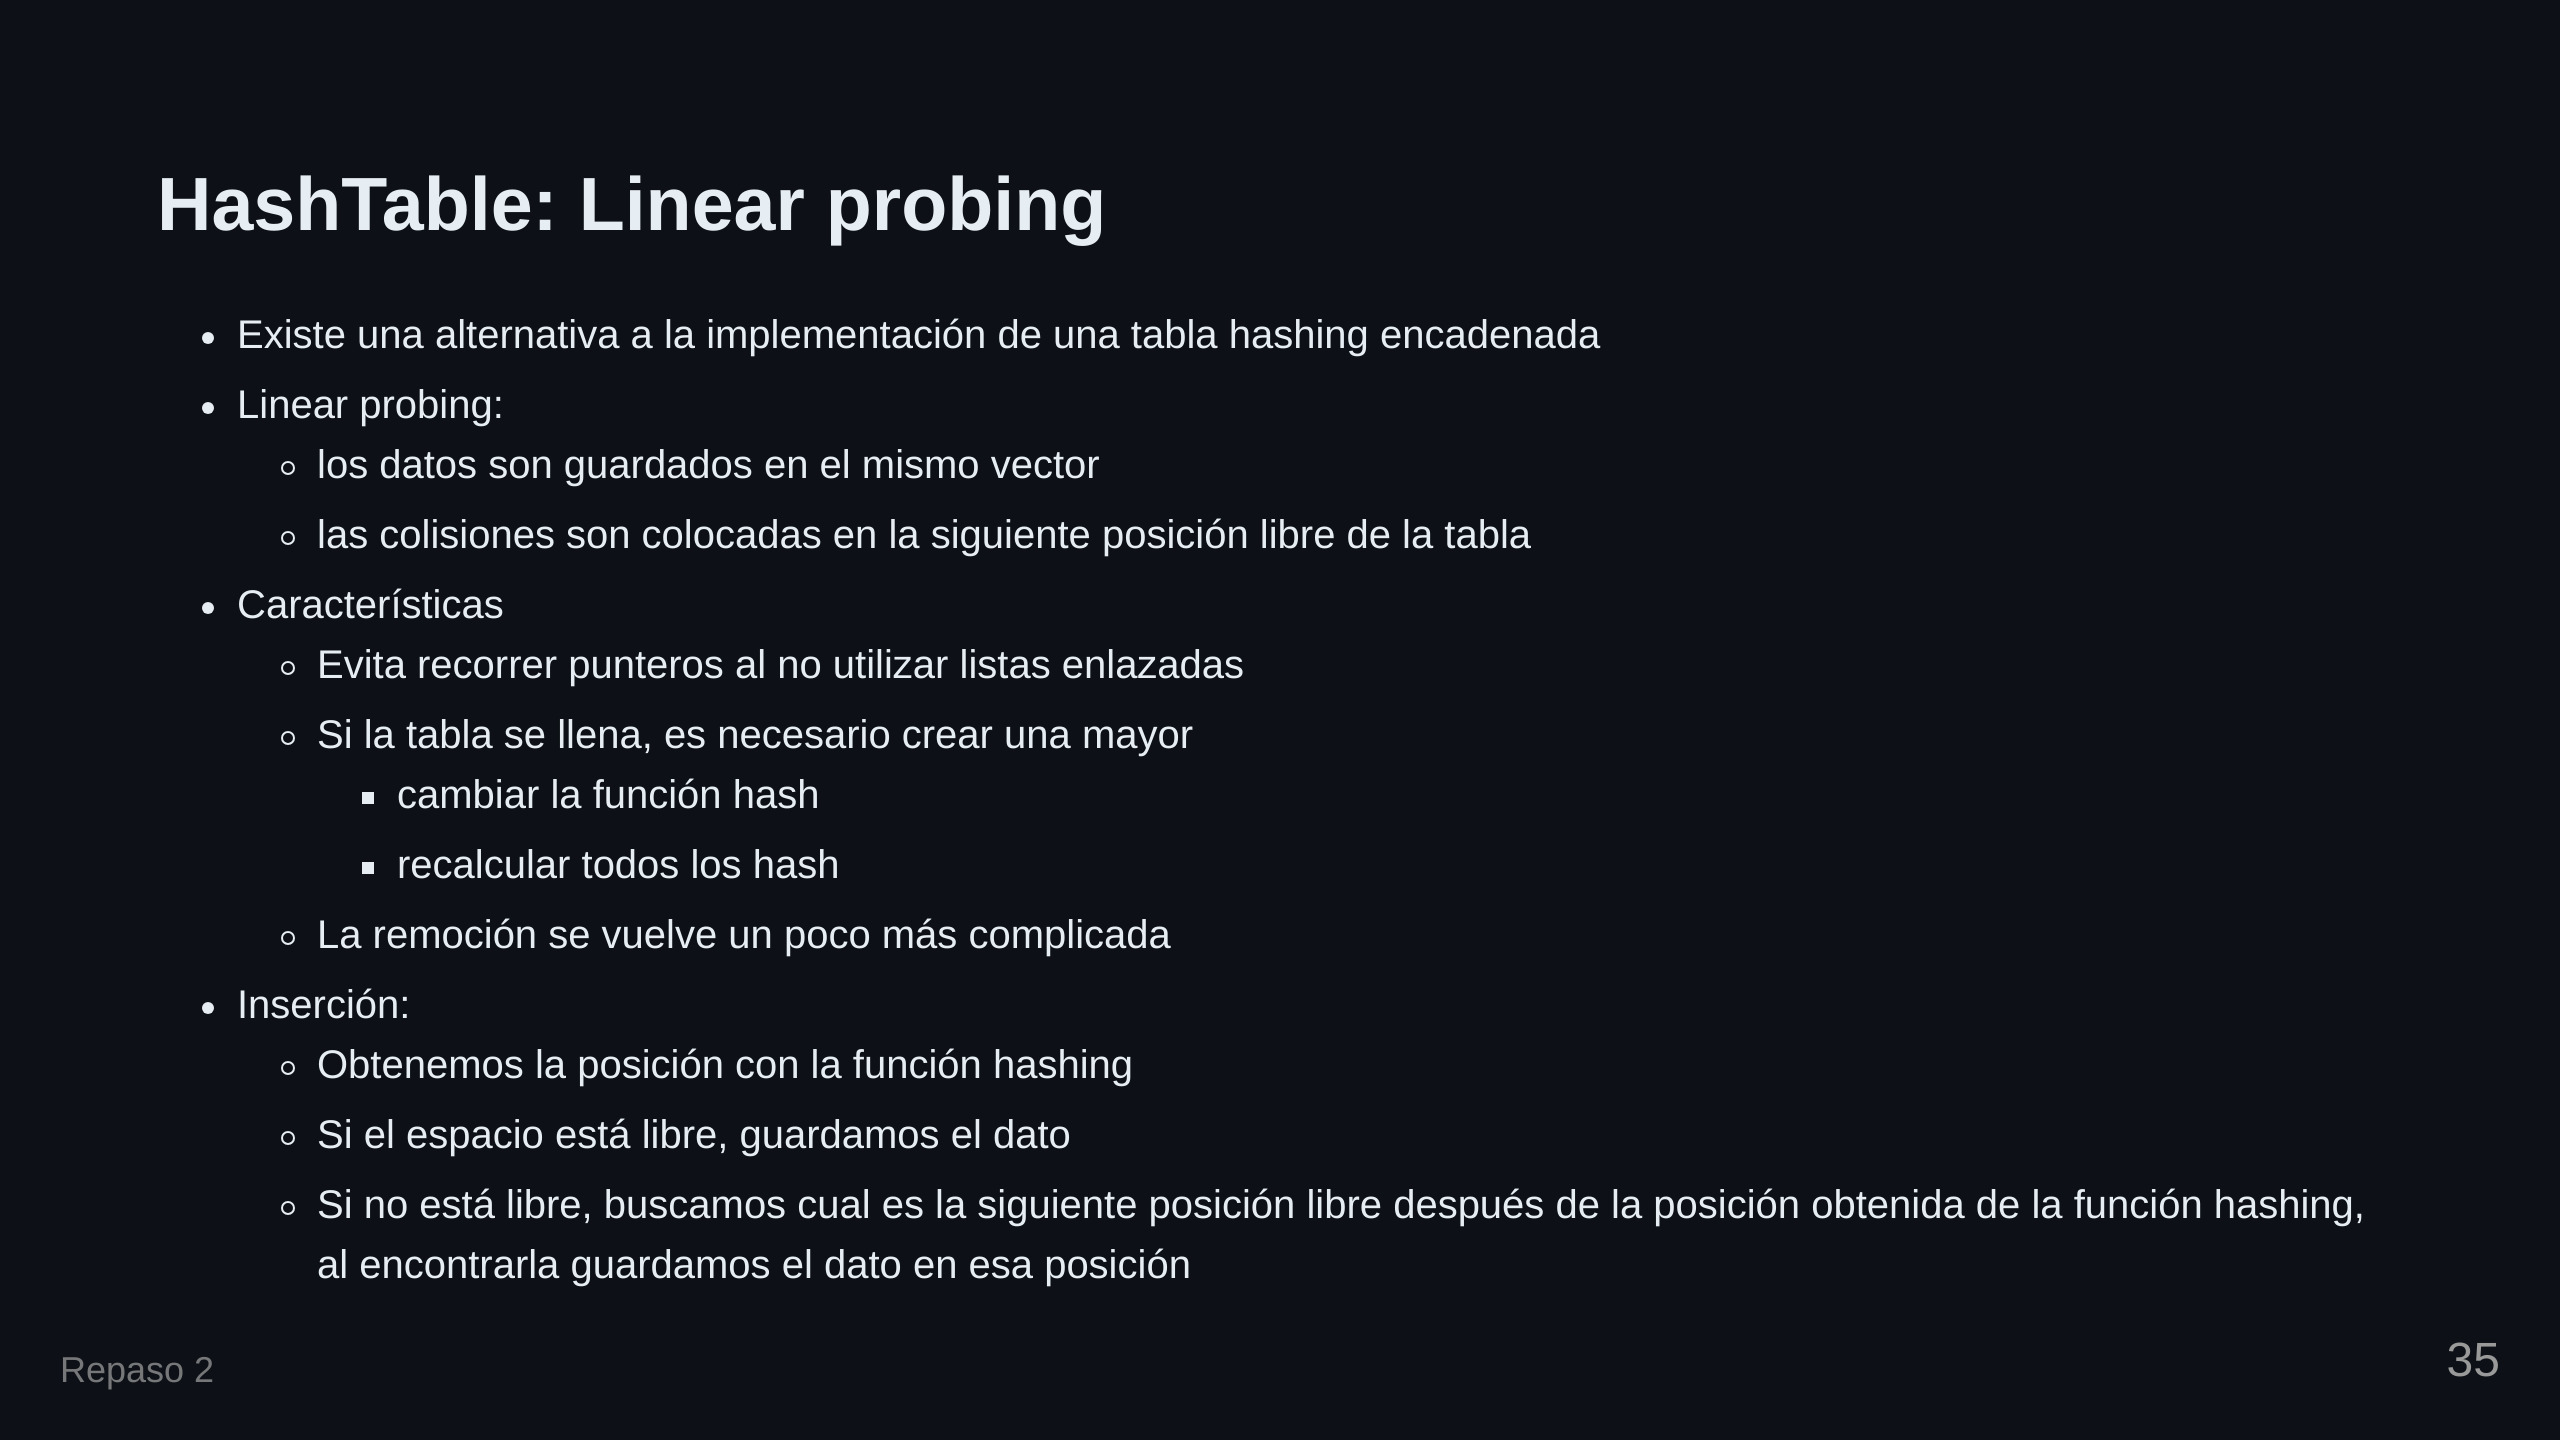 HashTable: Linear probing
Existe una alternativa a la implementación de una tabla hashing encadenada
Linear probing:
los datos son guardados en el mismo vector
las colisiones son colocadas en la siguiente posición libre de la tabla
Características
Evita recorrer punteros al no utilizar listas enlazadas
Si la tabla se llena, es necesario crear una mayor
cambiar la función hash
recalcular todos los hash
La remoción se vuelve un poco más complicada
Inserción:
Obtenemos la posición con la función hashing
Si el espacio está libre, guardamos el dato
Si no está libre, buscamos cual es la siguiente posición libre después de la posición obtenida de la función hashing,
al encontrarla guardamos el dato en esa posición
Repaso 2
35